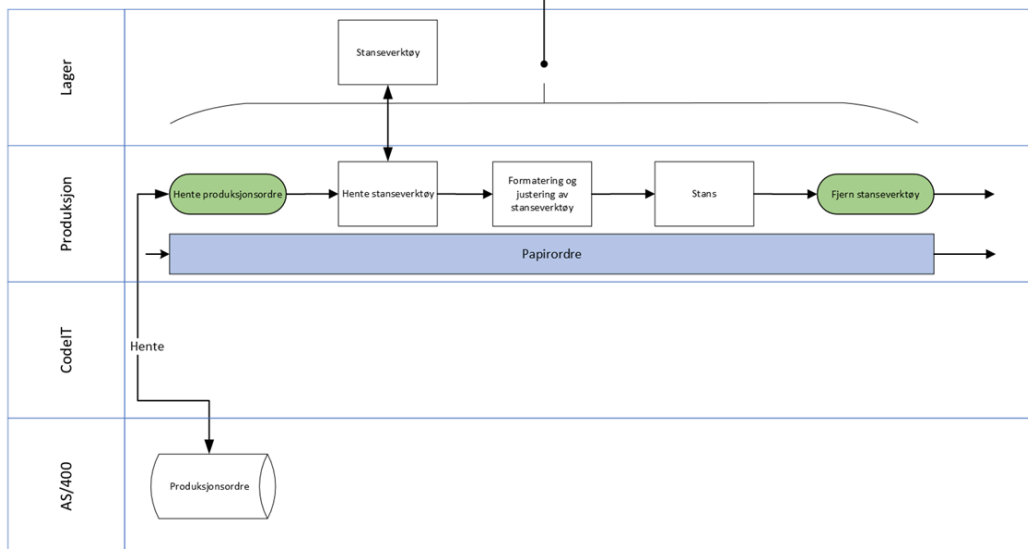 Lager
Stanseverktøy
Produksjon
Hente produksjonsordre
Hente stanseverktøy
Formatering og
justering av
stanseverktøy
Stans
Fjern stanseverktøy
Papirordre
CodeIT
Hente
AS/400
Produksjonsordre